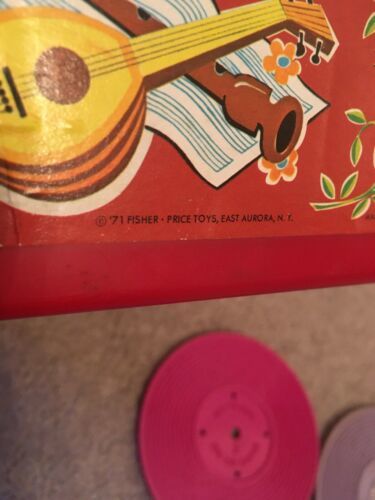 © '71 FISHER · PRICE TOYS, EAST AURORA, N. Y.